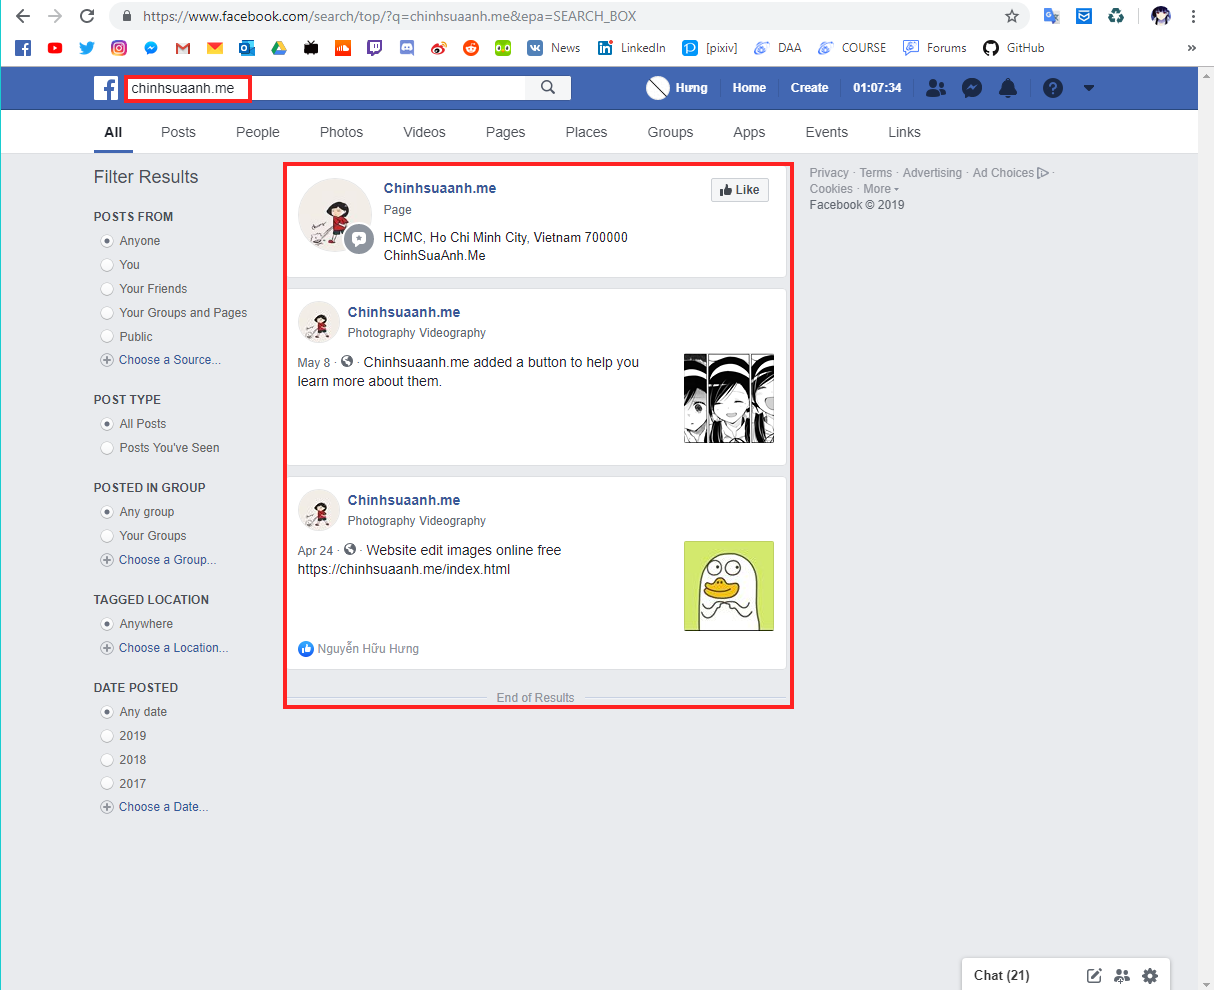 https://www.facebook.com/search/top/?q=chinhsuaanh.me&epa=SEARCH_BOX
News
LinkedIn
[pixiv]
DAA
COURSE
Forums
GitHub
»
chinhsuaanh.me
Hưng
Home
Create
01:07:34
All
Posts
People
Photos
Videos
Pages
Places
Groups
Apps
Events
Links
Filter Results
POSTS FROM
Anyone
You
Your Friends
Your Groups and Pages
Public
Choose a Source...
POST TYPE
All Posts
Posts You've Seen
POSTED IN GROUP
Any group
Your Groups
Choose a Group...
TAGGED LOCATION
Anywhere
Choose a Location...
DATE POSTED
Any date
2019
2018
2017
Choose a Date...
Chinhsuaanh.me
Page
HCMC, Ho Chi Minh City, Vietnam 700000
ChinhSuaAnh.Me
Like
Chinhsuaanh.me
Photography Videography
May 8 · Chinhsuaanh.me added a button to help you
learn more about them.
Chinhsuaanh.me
Photography Videography
Apr 24 · Website edit images online free
https://chinhsuaanh.me/index.html
Nguyễn Hữu Hưng
End of Results
Privacy · Terms · Advertising · Ad Choices ·
Cookies · More
Facebook © 2019
Chat (21)